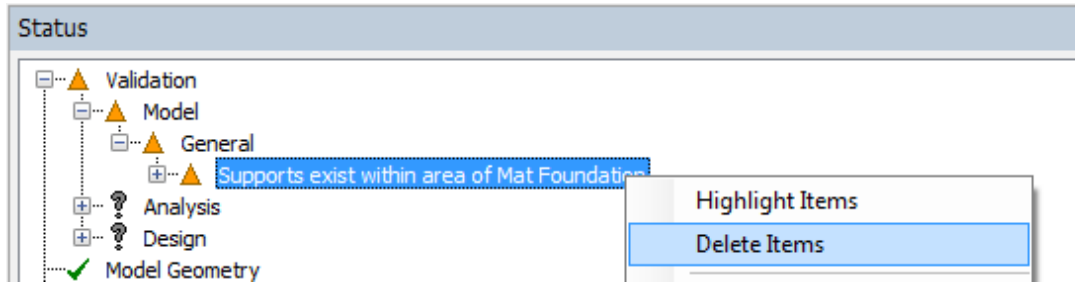 Status
Validation
Model
General
Supports exist within area of Mat Foundation
Highlight Items
Analysis
Delete Items
Design
Model Geometry